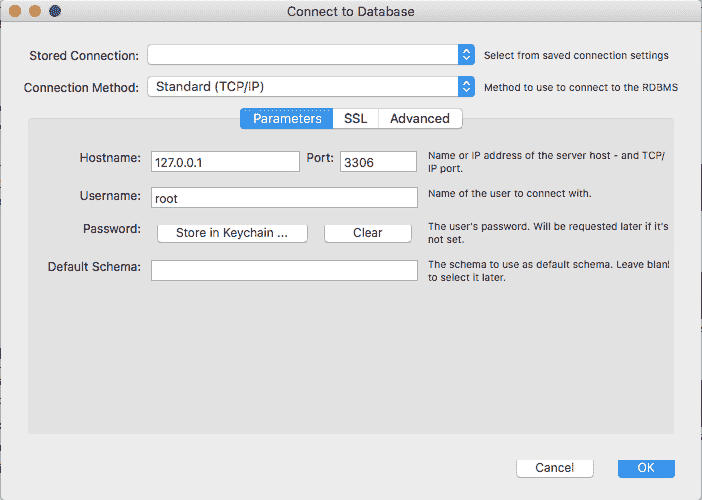 Connect to Database
Stored Connection: Select from saved connection settings
Connection Method: Standard (TCP/IP) Method to use to connect to the RDBMS
Parameters SSL Advanced
Hostname: 127.0.0.1 Port: 3306 Name or IP address of the server host - and TCP/
IP port.
Username: root Name of the user to connect with.
Password: Store in Keychain ... Clear The user's password. Will be requested later if it's
not set.
Default Schema: The schema to use as default schema. Leave blank
to select it later.
Cancel OK